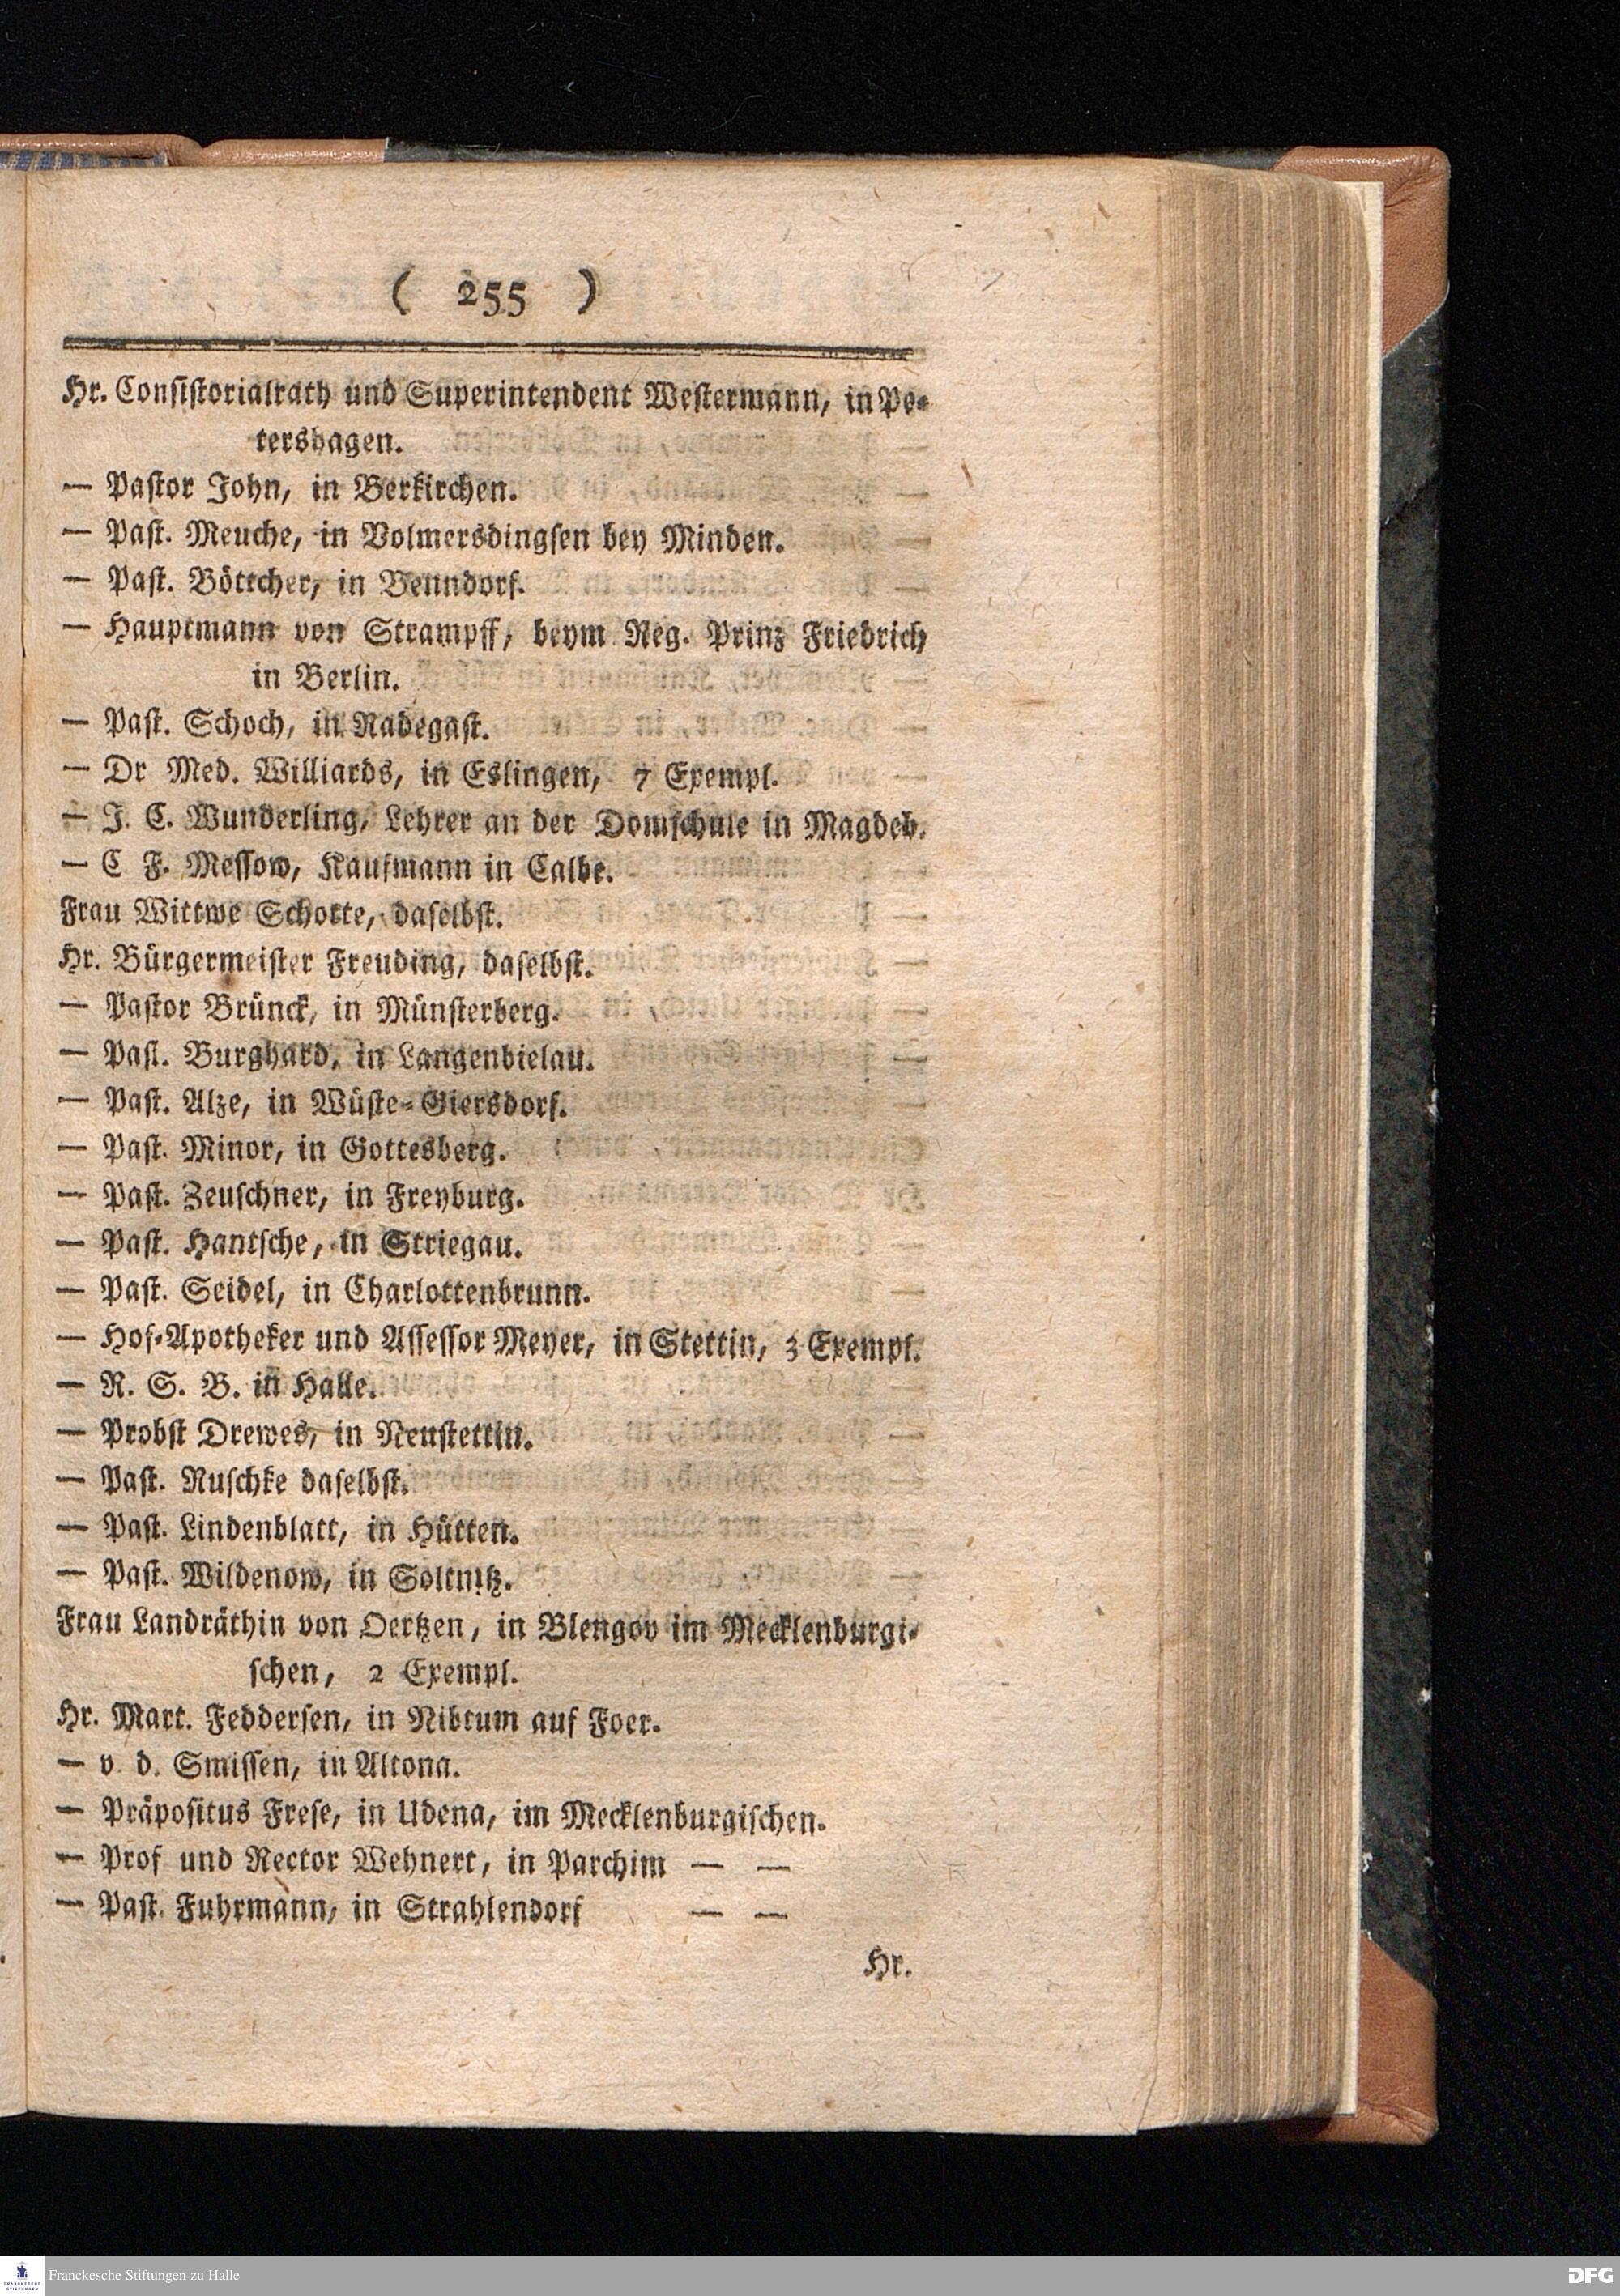 ( 255 )
Hr. Conſiſtorialrath und Superintendent Weſtermann, in Pe⸗
tershagen.
— Paſtor John, in Berkirchen.
— Paſt. Meuche, in Volmersdingſen bey Minden.
— Paſt. Böttcher, in Benndorf.
— Hauptmann von Strampff, beym Reg. Prinz Friedrich
in Berlin.
— Paſt. Schoch, in Radegaſt.
— Dr Med. Williards, in Eslingen, 7 Exempl.
— J. C. Wunderling, Lehrer an der Domſchule in Magdeb.
— C F. Meſſow, Kaufmann in Calbe.
Frau Wittwe Schotte, daſelbſt.
Hr. Bürgermeiſter Freuding, daſelbſt.
— Paſtor Brünck, in Münſterberg.
— Paſt. Burghard, in Langenbielau.
— Paſt. Alze, in Wüſte⸗Giersdorf.
— Paſt. Minor, in Gottesberg.
— Paſt. Zeuſchner, in Freyburg.
— Paſt. Hantſche, in Striegau.
— Paſt. Seidel, in Charlottenbrunn.
— Hof⸗Apotheker und Aſſeſſor Meyer, in Stettin, 3 Exempl.
— R. S. B. in Halle.
— Probſt Drewes, in Neuſtettin.
— Paſt. Ruſchke daſelbſt.
— Paſt. Lindenblatt, in Hütten.
— Paſt. Wildenow, in Soltnitz.
Frau Landräthin von Oertzen, in Blengov im Mecklenburgi⸗
ſchen, 2 Exempl.
Hr. Mart. Fedderſen, in Nibtum auf Foer.
— v. d. Smiſſen, in Altona.
— Präpoſitus Freſe, in Udena, im Mecklenburgiſchen.
— Prof und Rector Wehnert, in Parchim — —
— Paſt. Fuhrmann, in Strahlendorf — —
Hr.
FRANCKESCHE STIFTUNGEN
Franckesche Stiftungen zu Halle
DFG